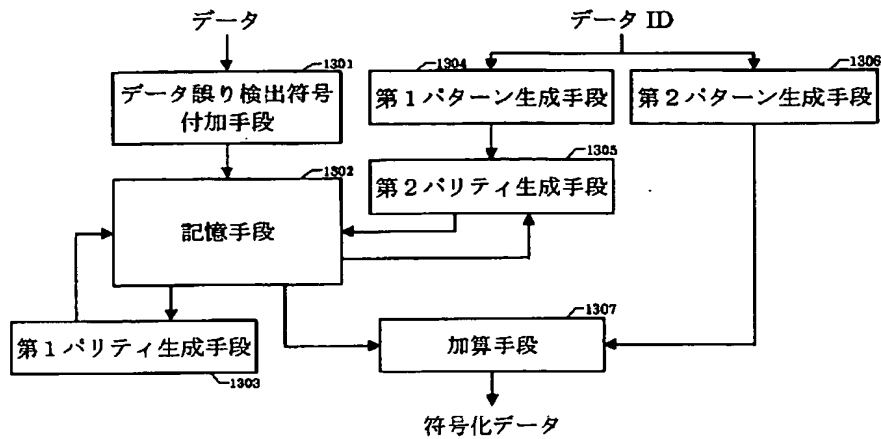 データ
データ ID
1301
データ誤り検出符号
付加手段
1304
第1パターン生成手段
1306
第2パターン生成手段
1302
記憶手段
1305
第2パリティ生成手段
第1パリティ生成手段
1303
1307
加算手段
符号化データ